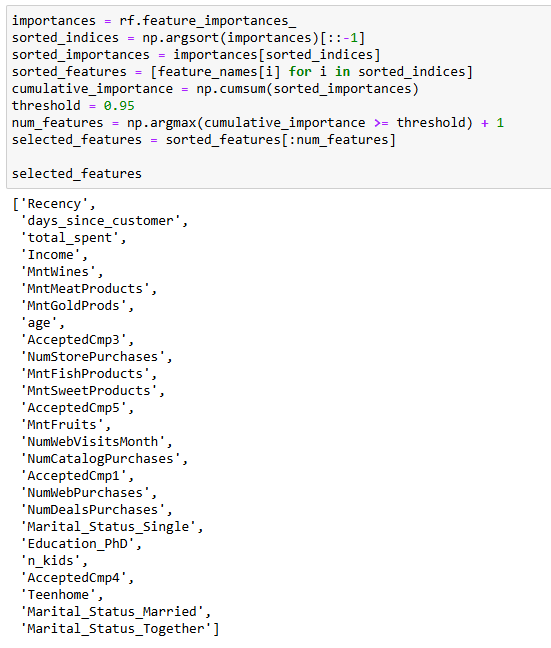 importances = rf.feature_importances_
sorted_indices = np.argsort(importances)[::-1]
sorted_importances = importances[sorted_indices]
sorted_features = [feature_names[i] for i in sorted_indices]
cumulative_importance = np.cumsum(sorted_importances)
threshold = 0.95
num_features = np.argmax(cumulative_importance >= threshold) + 1
selected_features = sorted_features[:num_features]

selected_features
['Recency',
 'days_since_customer',
 'total_spent',
 'Income',
 'MntWines',
 'MntMeatProducts',
 'MntGoldProds',
 'age',
 'AcceptedCmp3',
 'NumStorePurchases',
 'MntFishProducts',
 'MntSweetProducts',
 'AcceptedCmp5',
 'MntFruits',
 'NumWebVisitsMonth',
 'NumCatalogPurchases',
 'AcceptedCmp1',
 'NumWebPurchases',
 'NumDealsPurchases',
 'Marital_Status_Single',
 'Education_PhD',
 'n_kids',
 'AcceptedCmp4',
 'Teenhome',
 'Marital_Status_Married',
 'Marital_Status_Together']